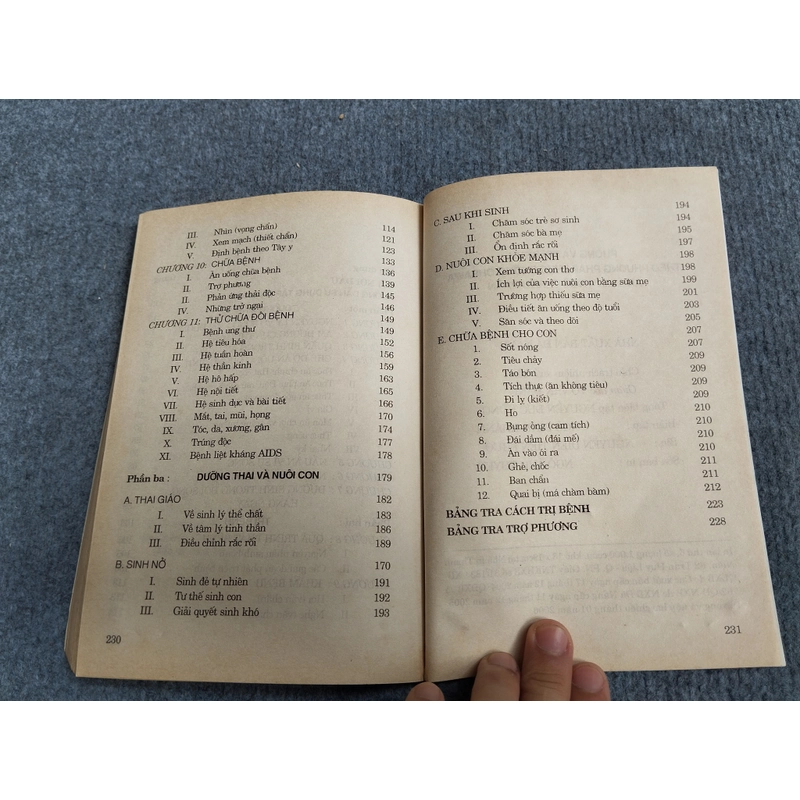 III. Nhìn (vọng chẩn) 114
IV. Xem mạch (thiết chẩn) 121
V. Định bệnh theo Tây y 123
CHƯƠNG 10: CHỮA BỆNH 133
I. Ăn uống chữa bệnh 136
II. Trợ phương 139
II. Phản ứng thải độc 145
IV. Những trở ngại 146
CHƯƠNG 11: THỬ CHỮA ĐÔI BỆNH 149
I. Bệnh ung thư 149
II. Hệ tiêu hóa 152
III. Hệ tuần hoàn 156
IV. Hệ thần kinh 159
V. Hệ hô hấp 163
VI. Hệ nội tiết 165
VII. Hệ sinh dục và bài tiết 166
VIII. Mắt, tai, mũi, họng 170
IX. Tóc, da, xương, gân 174
X. Trúng độc 177
XI. Bệnh liệt kháng AIDS 178
Phần ba : DƯỠNG THAI VÀ NUÔI CON 179
A. THAI GIÁO 182
I. Về sinh lý thể chất 183
II. Về tâm lý tinh thần 186
III. Điều chỉnh rắc rối 189
B. SINH NỞ 170
I. Sinh đẻ tự nhiên 191
II. Tư thế sinh con 192
III. Giải quyết sinh khó 193
230
C. SAU KHI SINH 194
I. Chăm sóc trẻ sơ sinh 194
II. Chăm sóc bà mẹ 195
III. Ổn định rắc rối 197
D. NUÔI CON KHỎE MẠNH 198
I. Xem tướng con thơ 198
II. Ích lợi của việc nuôi con bằng sữa mẹ 199
III. Trường hợp thiếu sữa mẹ 201
IV. Điều tiết ăn uống theo độ tuổi 203
V. Săn sóc và theo dõi 205
E. CHỮA BỆNH CHO CON 207
1. Sốt nóng 207
2. Tiêu chảy 209
3. Táo bón 209
4. Tích thực (ăn không tiêu) 209
5. Đi lỵ (kiết) 209
6. Ho 210
7. Bụng ỏng (cam tích) 210
8. Đái dầm (đái mế) 210
9. Ăn vào ói ra 210
10. Ghẻ, chốc 211
11. Ban chẩn 211
12. Quai bị (má chàm bàm) 212
BẢNG TRA CÁCH TRỊ BỆNH 223
BẢNG TRA TRỢ PHƯƠNG 228
231